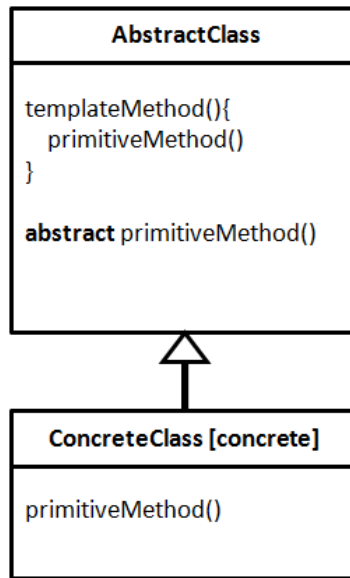 AbstractClass
templateMethod(){
primitiveMethod()
}
abstract primitiveMethod()
ConcreteClass [concrete]
primitiveMethod()